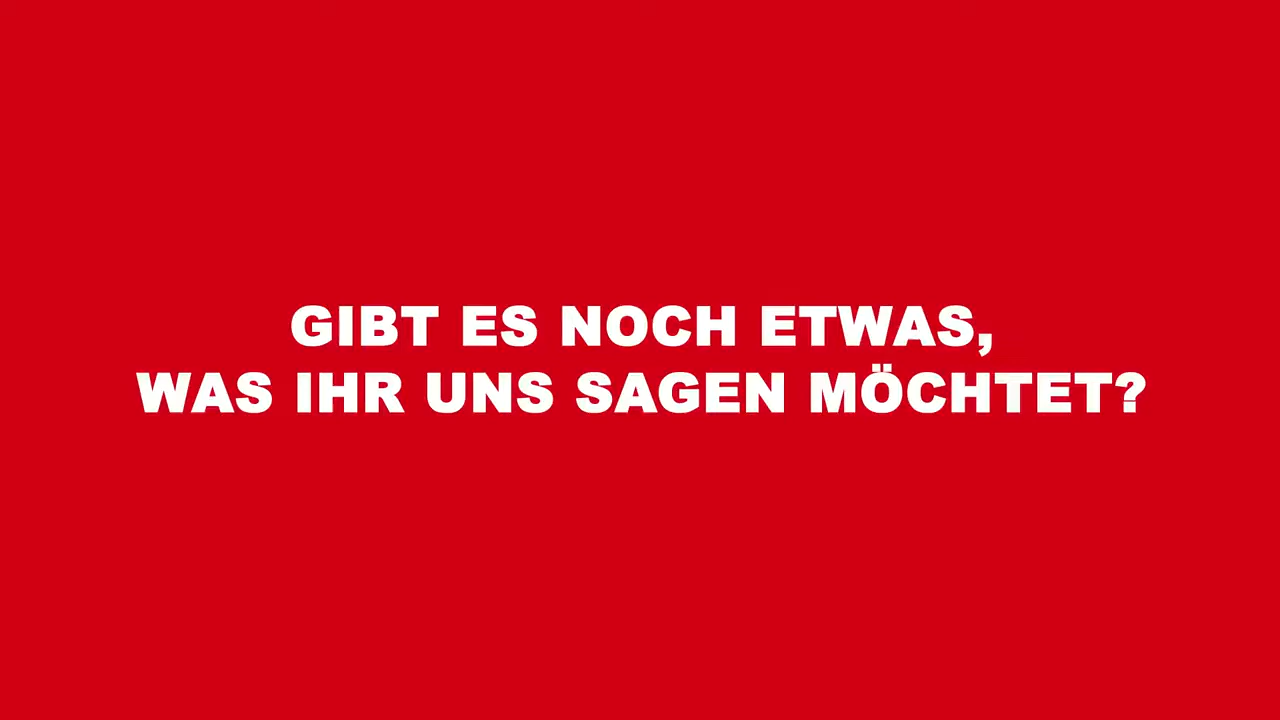 GIBT ES NOCH ETWAS,
WAS IHR UNS SAGEN MÖCHTET?